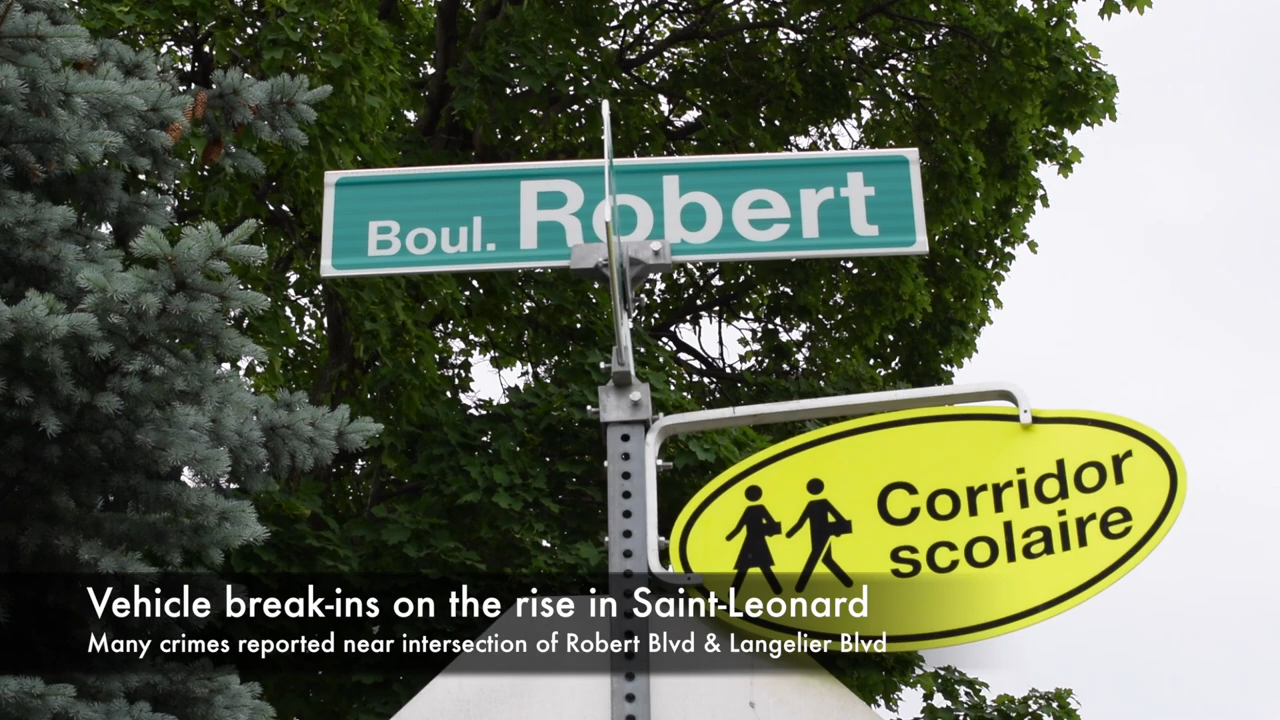 Boul. Robert
Corridor
scolaire
Vehicle break-ins on the rise in Saint-Leonard
Many crimes reported near intersection of Robert Blvd & Langelier Blvd